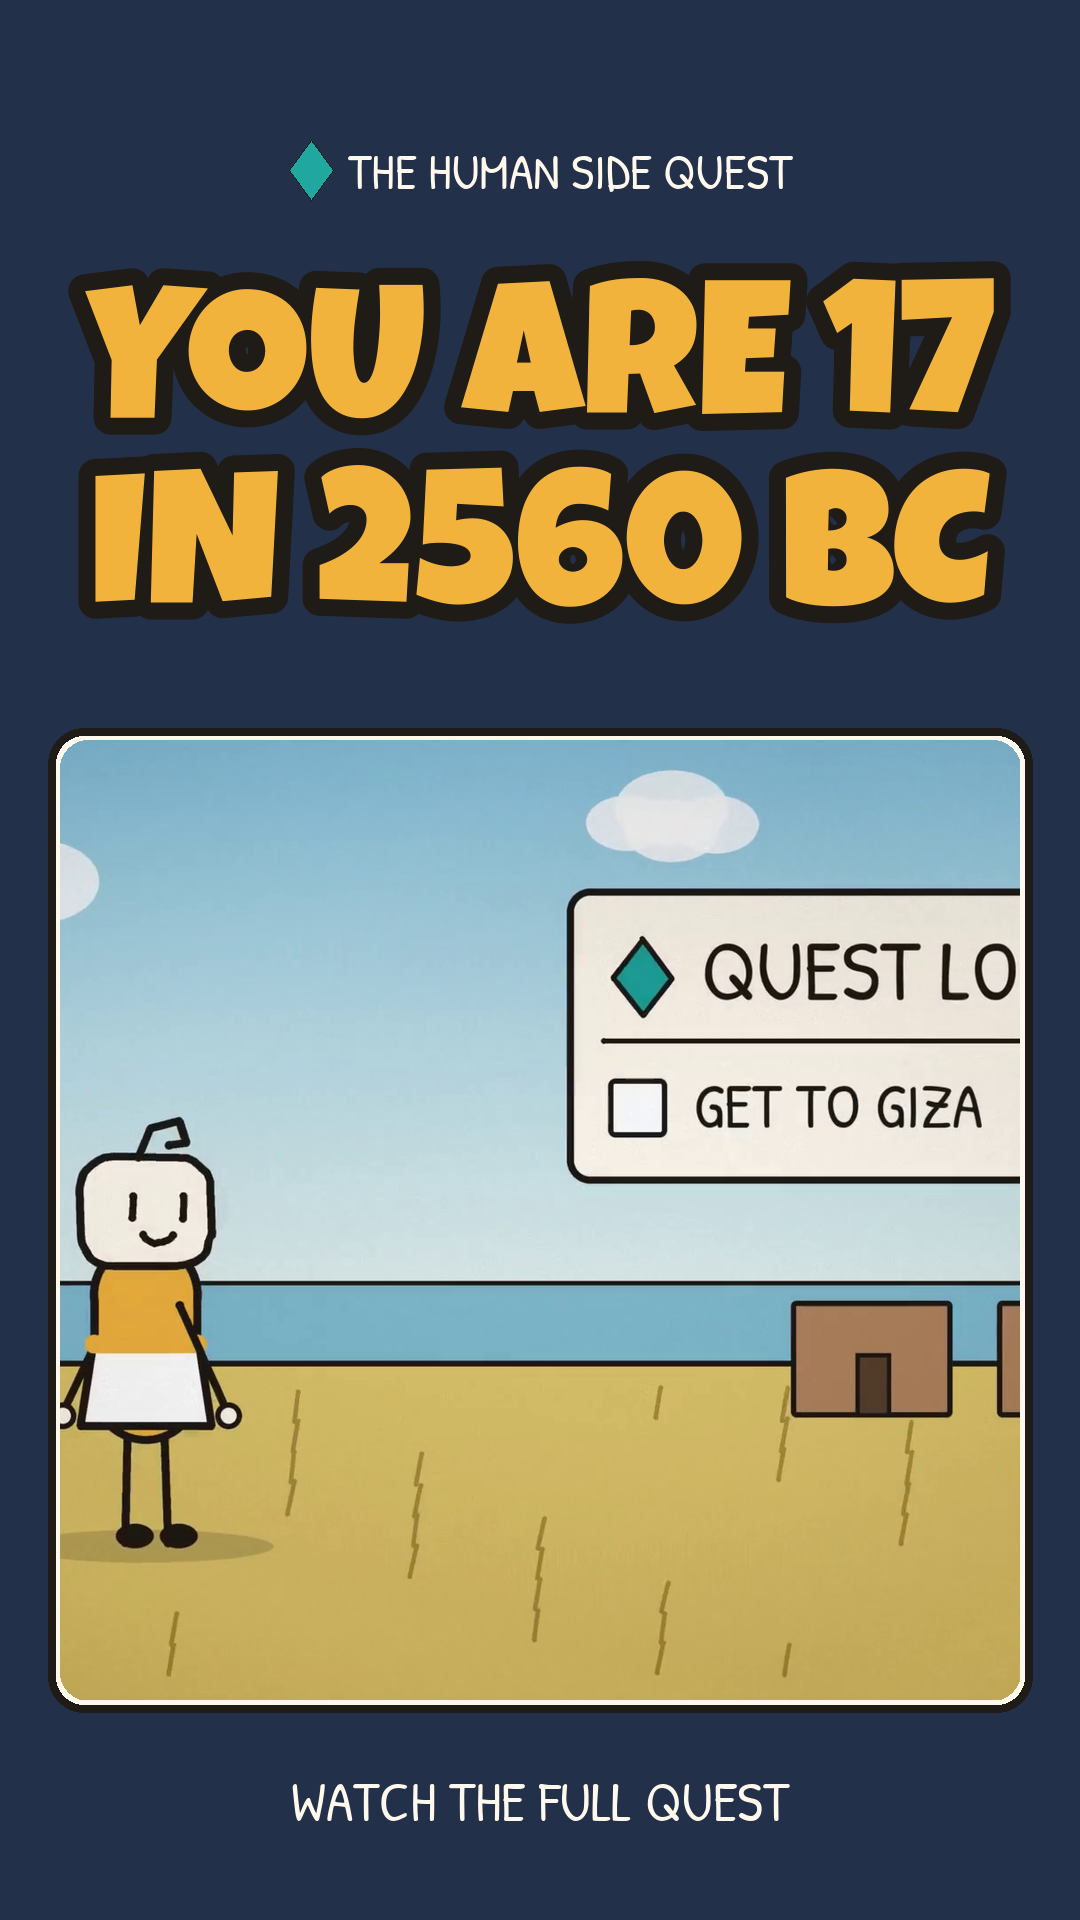 THE HUMAN SIDE QUEST
YOU ARE 17
IN 2560 BC
QUEST LO
GET TO GIZA
WATCH THE FULL QUEST